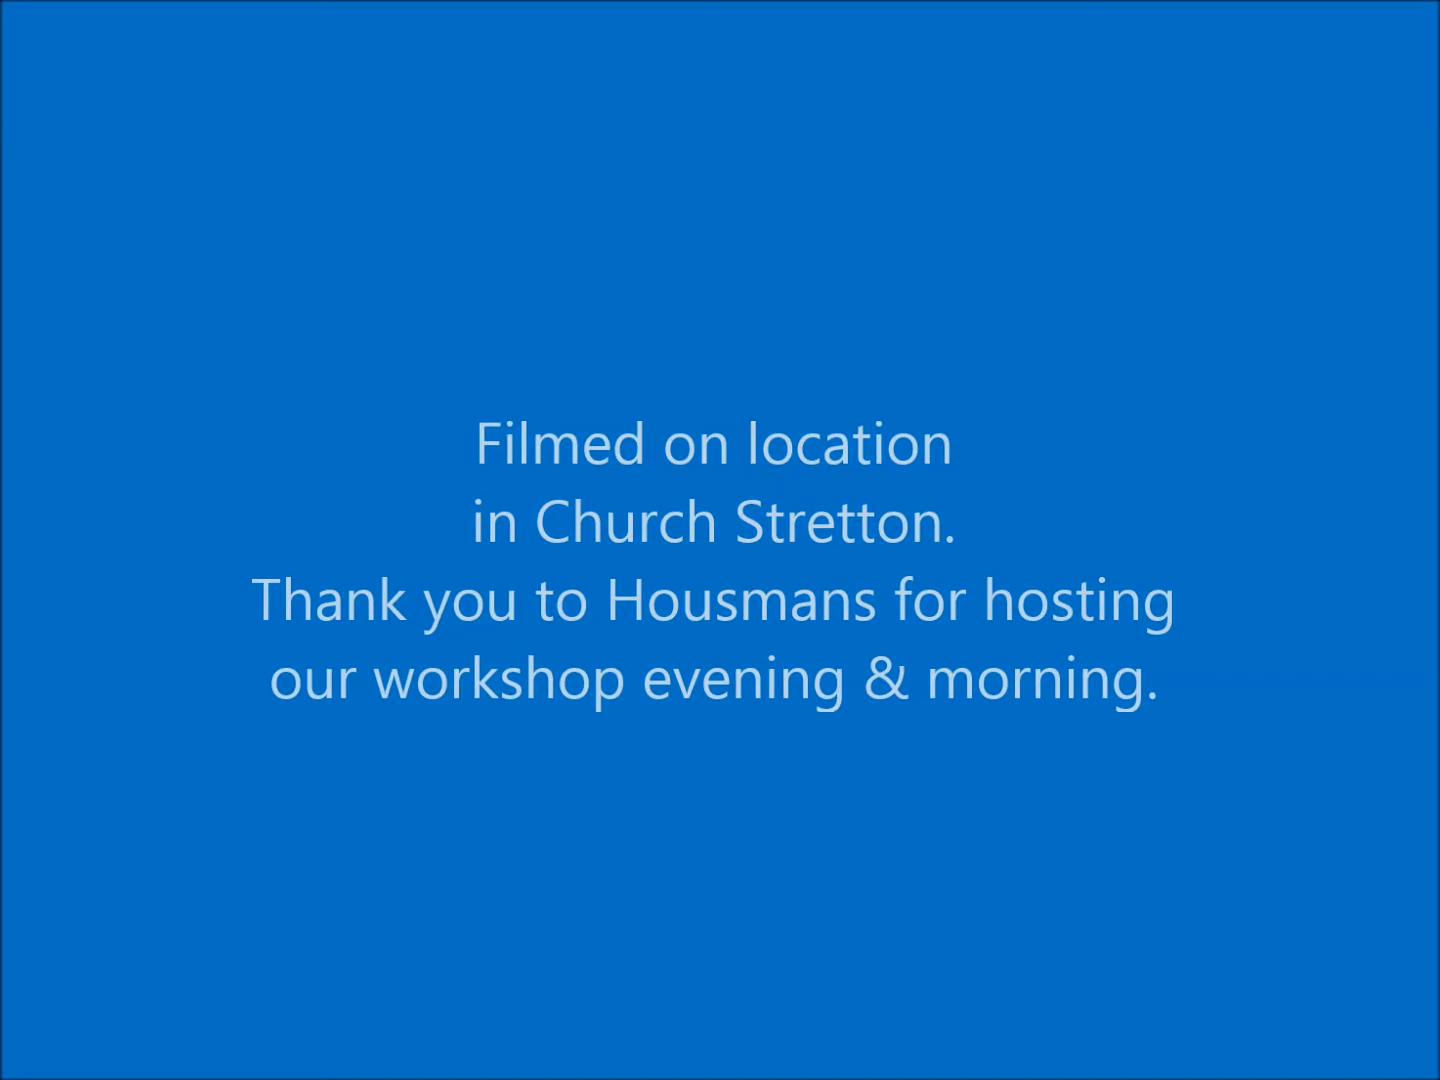 Filmed on location
in Church Stretton.
Thank you to Housmans for hosting
our workshop evening & morning.